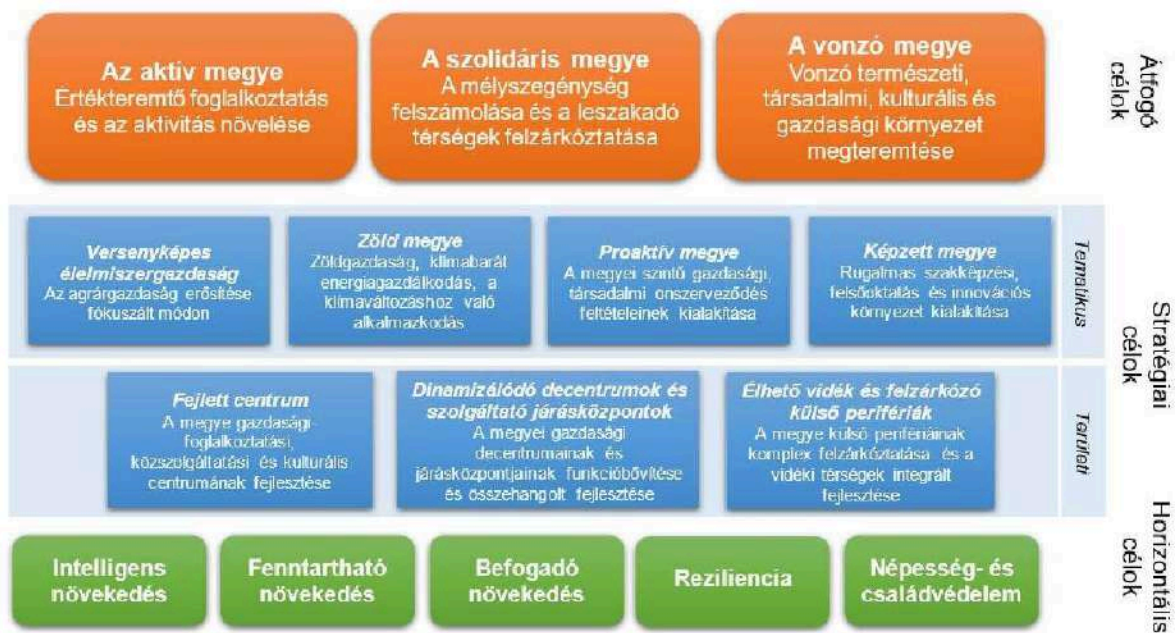 Az aktív megye
Értékteremtő foglalkoztatás
és az aktivitás növelése
A szolidáris megye
A mélyszegénység
felszámolása és a leszakadó
térségek felzárkóztatása
A vonzó megye
Vonzó természeti,
társadalmi, kulturális és
gazdasági környezet
megteremtése
Átfogó
célok
Versenyképes
élelmiszergazdaság
Az agrárgazdaság erősítése
fókuszált módon
Zöld megye
Zöldgazdaság, klímabarát
energiagazdálkodás, a
klímaváltozáshoz való
alkalmazkodás
Proaktív megye
A megyei szintű gazdasági,
társadalmi önszerveződés
feltételeinek kialakítása
Képzett megye
Rugalmas szakképzési,
felsőoktalás és innovációs
környezet kialakítása
Tematikus
Stratégiai
célok
Fejlett centrum
A megye gazdasági-
foglalkoztatási,
közszolgáltatási és kulturális
centrumának fejlesztése
Dinamizálódó decentrumok és
szolgáltató járásközpontok
A megyei gazdasági
decentrumainak és
járásközpontjainak funkcióbővítése
és összehangolt fejlesztése
Élhető vidék és felzárkózó
külső perifériák
A megye külső perifériáinak
komplex felzárkóztatása és a
vidéki térségek integrált
fejlesztése
Területi
Intelligens
növekedés
Fenntartható
növekedés
Befogadó
növekedés
Reziliencia
Népesség- és
családvédelem
Horizontális
célok